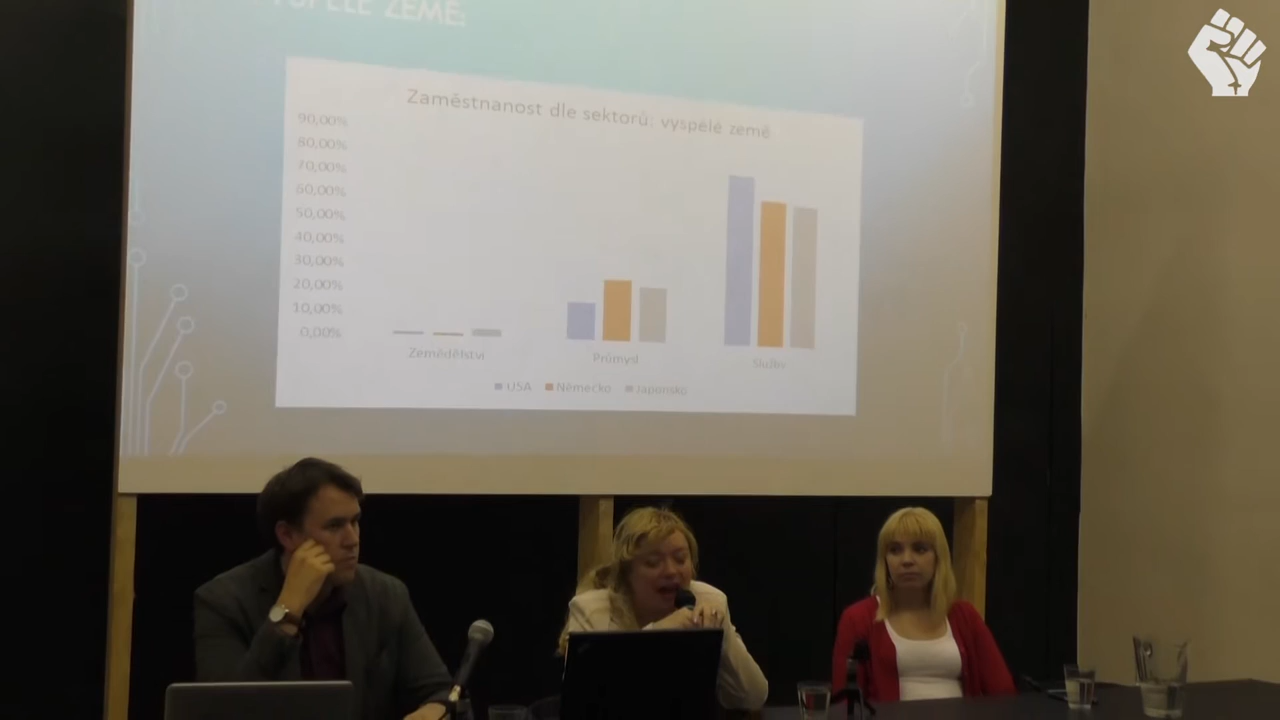 VYSPĚLÉ ZEMĚ:
Zaměstnanost dle sektorů: vyspělé země
90,00%
80,00%
70,00%
60,00%
50,00%
40,00%
30,00%
20,00%
10,00%
0,00%
Zemědělství
Průmysl
Služby
USA
Německo
Japonsko